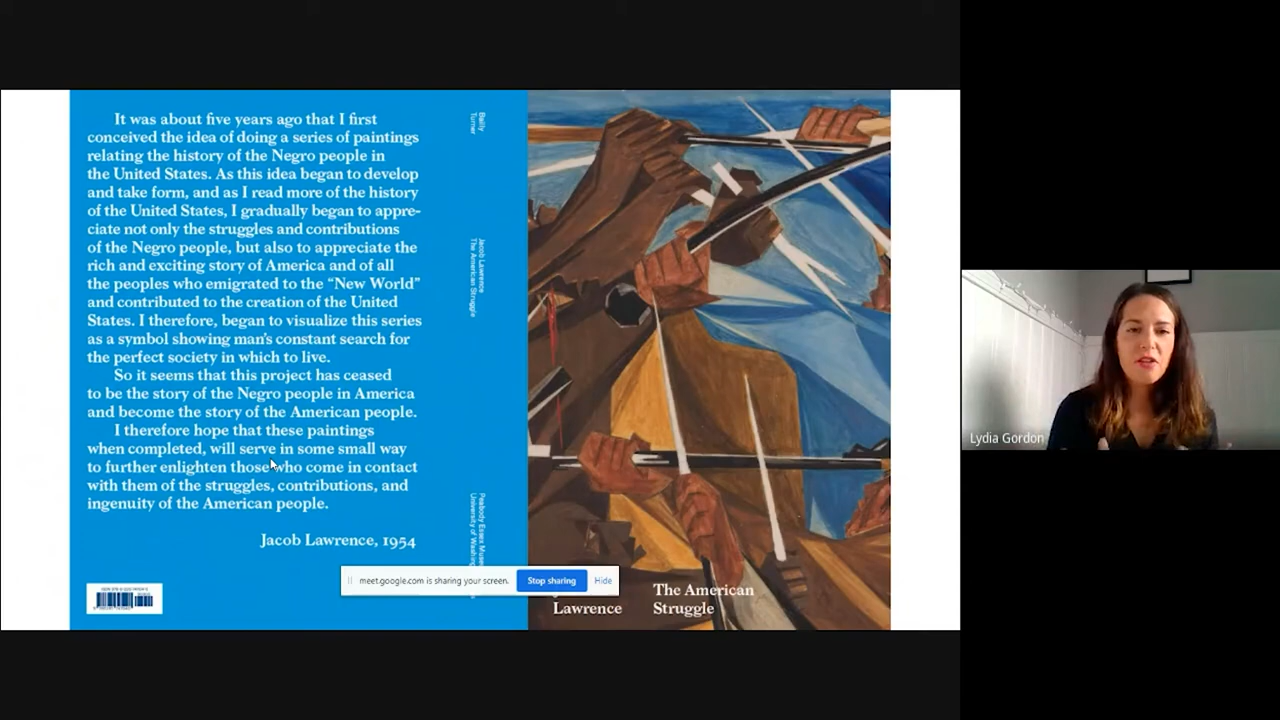 It was about five years ago that I first
conceived the idea of doing a series of paintings
relating the history of the Negro people in
the United States. As this idea began to develop
and take form, and as I read more of the history
of the United States, I gradually began to appre-
ciate not only the struggles and contributions
of the Negro people, but also to appreciate the
rich and exciting story of America and of all
the peoples who emigrated to the “New World”
and contributed to the creation of the United
States. I therefore, began to visualize this series
as a symbol showing man’s constant search for
the perfect society in which to live.
So it seems that this project has ceased
to be the story of the Negro people in America
and become the story of the American people.
I therefore hope that these paintings
when completed, will serve in some small way
to further enlighten those who come in contact
with them of the struggles, contributions, and
ingenuity of the American people.
Jacob Lawrence, 1954
Bailly
Turner
Jacob Lawrence
The American Struggle
Peabody Essex
University of
meet.google.com is sharing your screen.
Stop sharing
Hide
Lawrence
The American
Struggle
Lydia Gordon